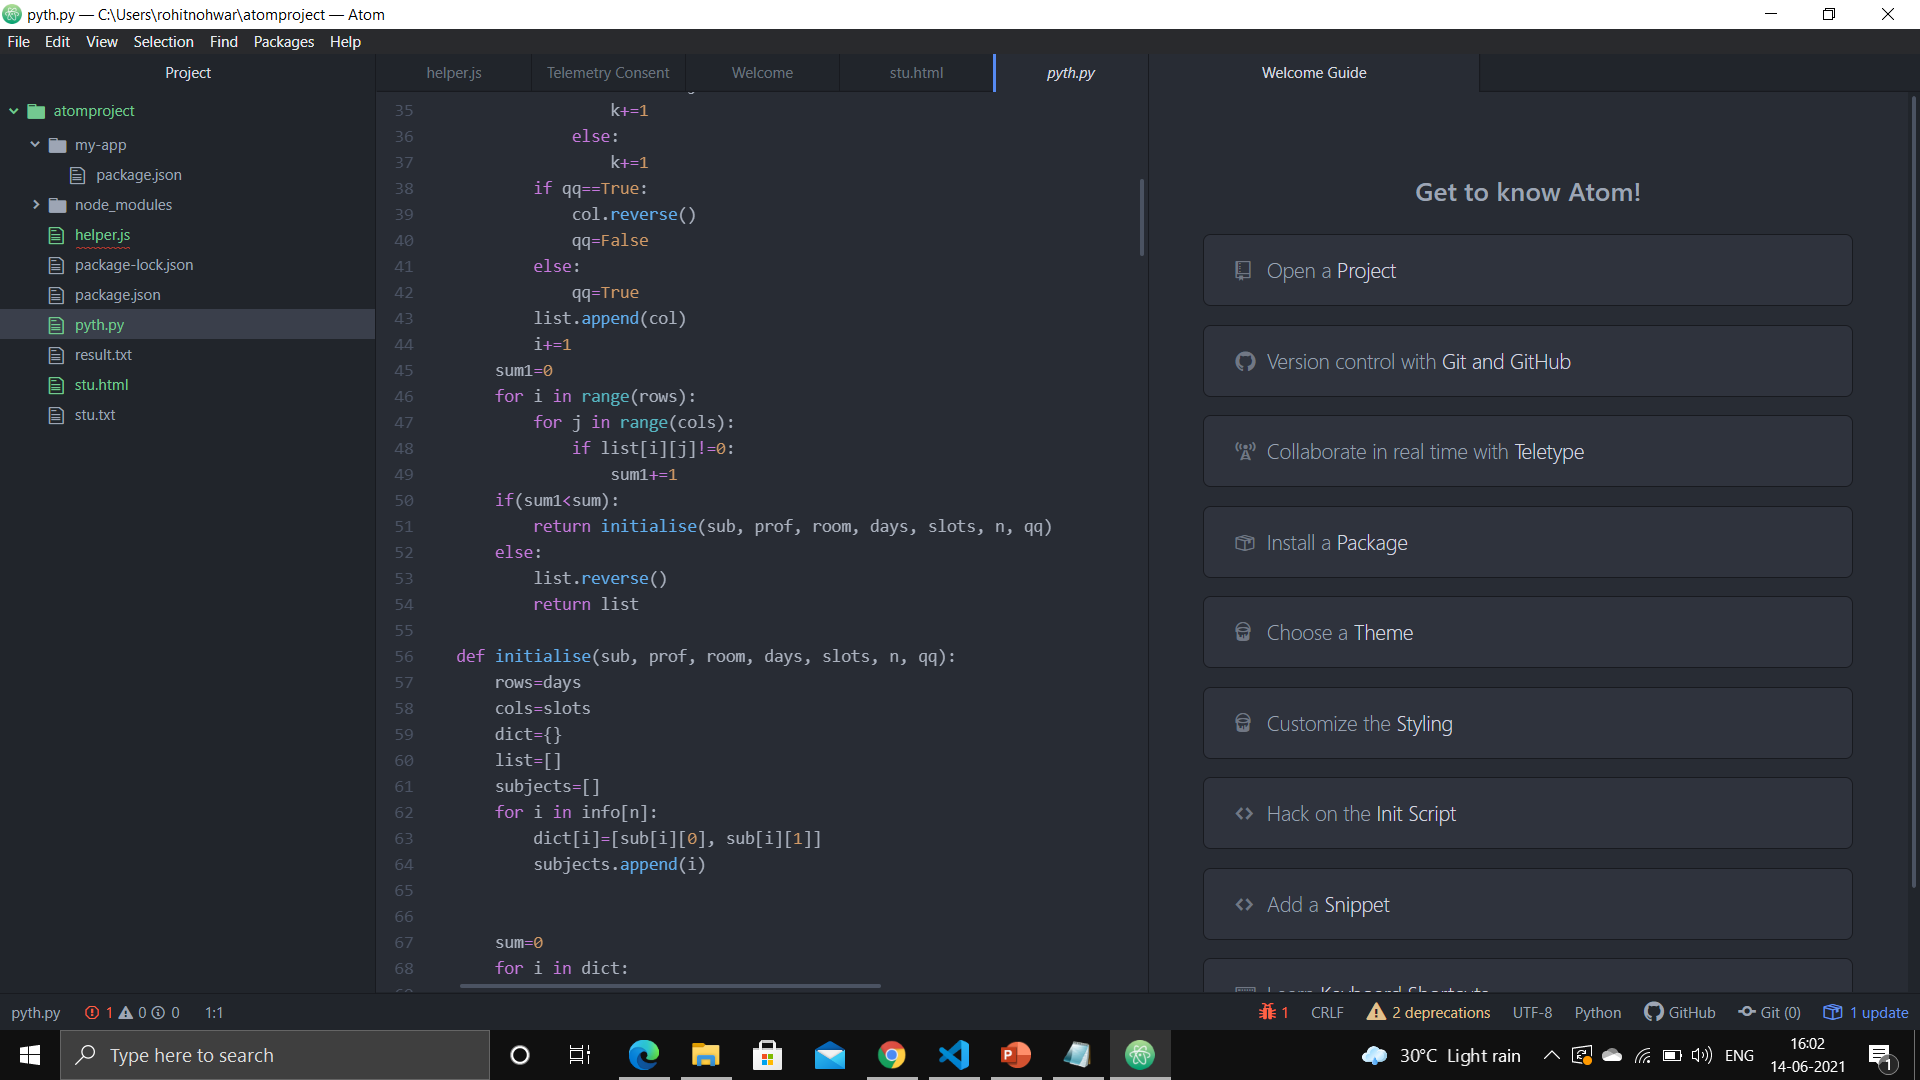 pyth.py — C:\Users\rohitnohwar\atomproject — Atom
File Edit View Selection Find Packages Help
Project
atomproject
my-app
package.json
node_modules
helper.js
package-lock.json
package.json
pyth.py
result.txt
stu.html
stu.txt
helper.js Telemetry Consent Welcome stu.html pyth.py
35 k+=1
36 else:
37 k+=1
38 if qq==True:
39 col.reverse()
40 qq=False
41 else:
42 qq=True
43 list.append(col)
44 i+=1
45 sum1=0
46 for i in range(rows):
47 for j in range(cols):
48 if list[i][j]!=0:
49 sum1+=1
50 if(sum1<sum):
51 return initialise(sub, prof, room, days, slots, n, qq)
52 else:
53 list.reverse()
54 return list
55
56 def initialise(sub, prof, room, days, slots, n, qq):
57 rows=days
58 cols=slots
59 dict={}
60 list=[]
61 subjects=[]
62 for i in info[n]:
63 dict[i]=[sub[i][0], sub[i][1]]
64 subjects.append(i)
65
66
67 sum=0
68 for i in dict:
Welcome Guide
Get to know Atom!
Open a Project
Version control with Git and GitHub
Collaborate in real time with Teletype
Install a Package
Choose a Theme
Customize the Styling
Hack on the Init Script
Add a Snippet
Learn Keyboard Shortcuts
pyth.py 1 0 0 1:1
1 CRLF 2 deprecations UTF-8 Python GitHub Git (0) 1 update
Type here to search
30°C Light rain
ENG
16:02
14-06-2021
1